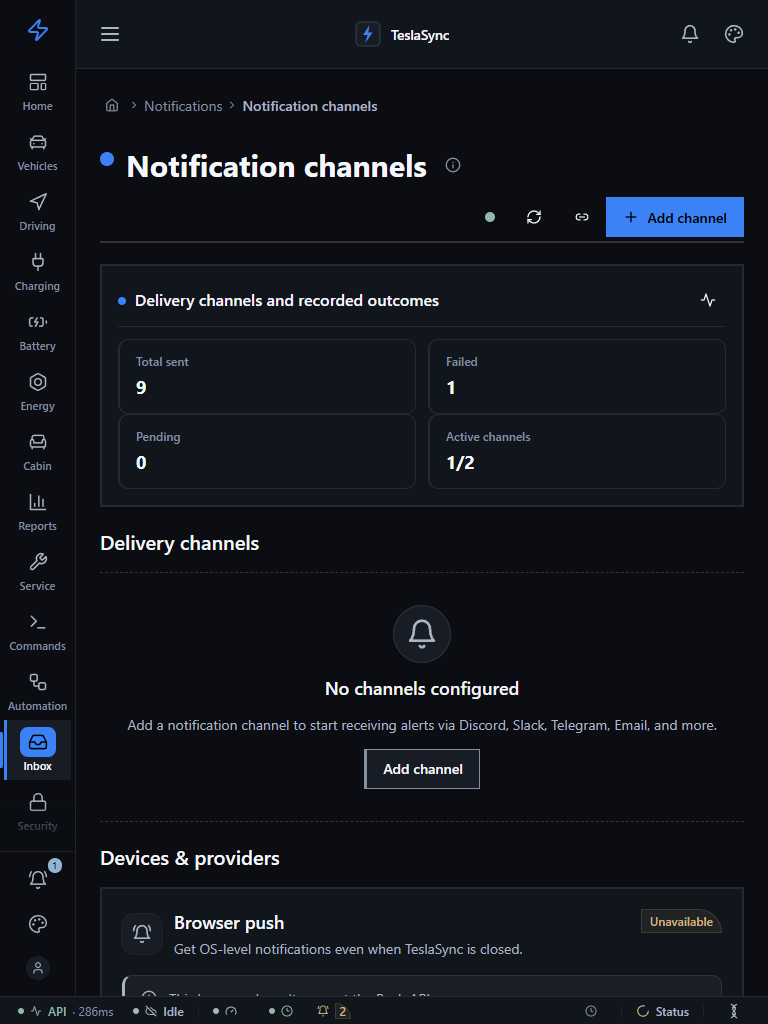 TeslaSync
Home
Vehicles
Driving
Charging
Battery
Energy
Cabin
Reports
Service
Commands
Automation
Inbox
Security
1
Notifications
Notification channels
Notification channels
Add channel
Delivery channels and recorded outcomes
Total sent
9
Failed
1
Pending
0
Active channels
1/2
Delivery channels
No channels configured
Add a notification channel to start receiving alerts via Discord, Slack, Telegram, Email, and more.
Add channel
Devices & providers
Browser push
Unavailable
Get OS-level notifications even when TeslaSync is closed.
API · 286ms
Idle
2
Status